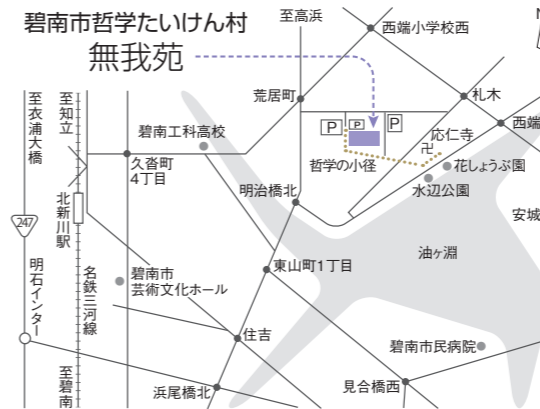 碧南市哲学たいけん村
無我苑
至高浜
西端小学校西
荒居町
札木
西端
P
P
P
応仁寺
卍
花しょうぶ園
哲学の小径
水辺公園
至衣浦大橋
至知立
碧南工科高校
久沓町
4丁目
明治橋北
安城
油ヶ淵
北新川駅
247
名鉄三河線
明石インター
碧南市
芸術文化ホール
東山町1丁目
住吉
碧南市民病院
至碧南
浜尾橋北
見合橋西